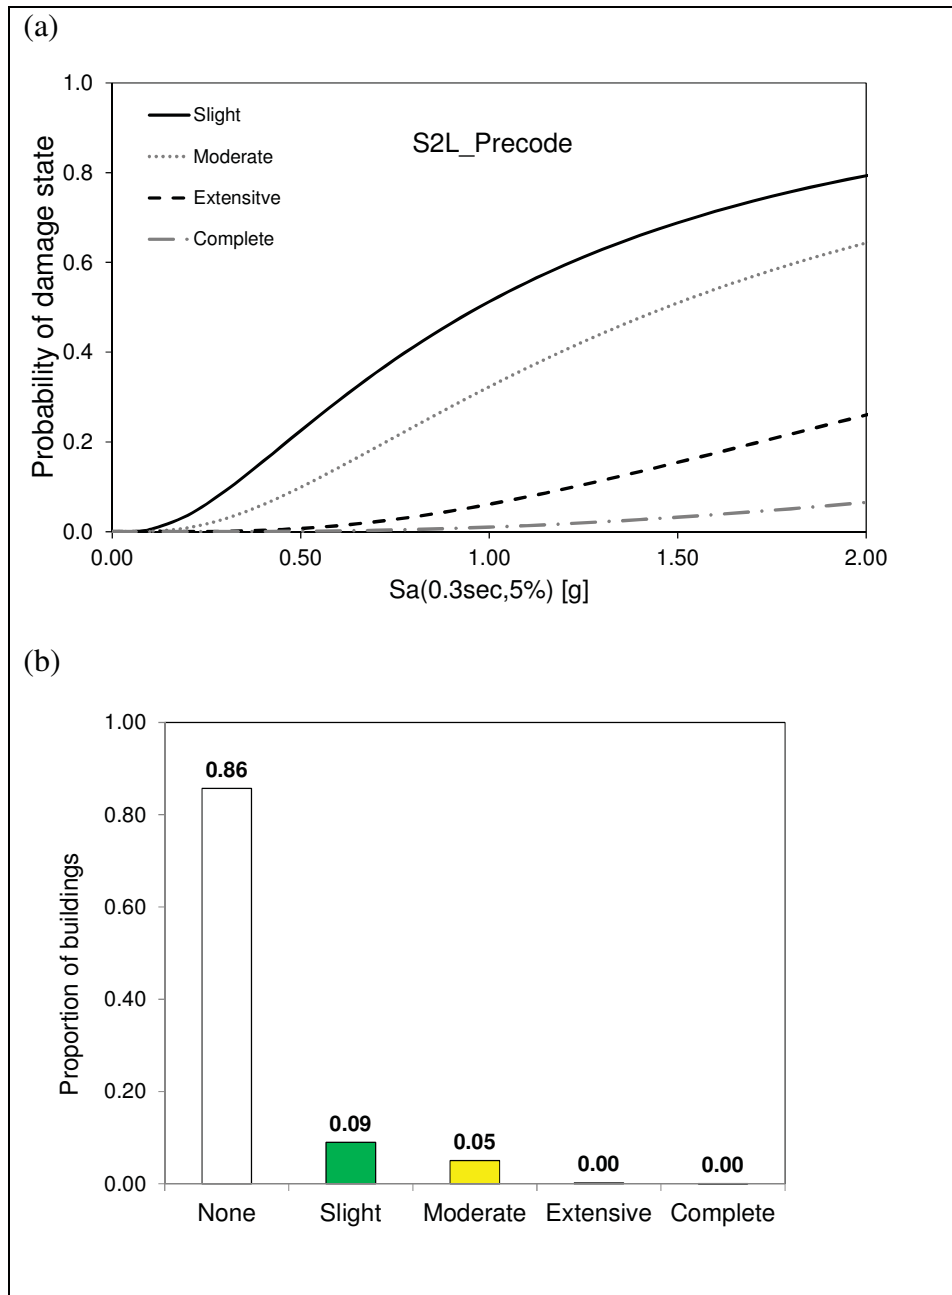 (a)
1.0
0.8
0.6
0.4
0.2
0.0
Probability of damage state
Slight
Moderate
Extensitve
Complete
S2L_Precode
0.00 0.50 1.00 1.50 2.00
Sa(0.3sec,5%) [g]
(b)
1.00
0.80
0.60
0.40
0.20
0.00
Proportion of buildings
0.86
0.09
0.05
0.00
0.00
None Slight Moderate Extensive Complete